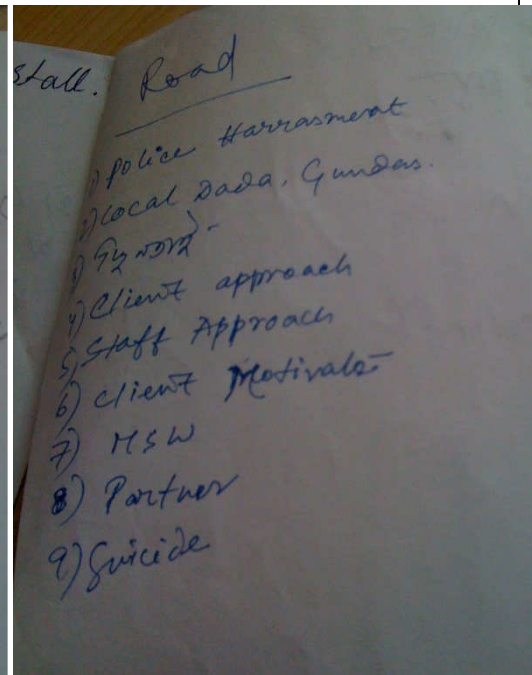 stall.
Road
1) Police Harrasment
2) Local Dada, Gundas.
3)
4) Client approach
5) Staff Approach
6) Client Motivate
7) MSW
8) Partner
9) Suicide